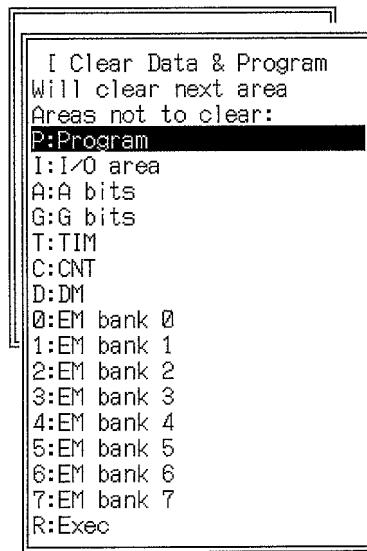 [ Clear Data & Program
Will clear next area
Areas not to clear:
P:Program
I:I/O area
A:A bits
G:G bits
T:TIM
C:CNT
D:DM
0:EM bank 0
1:EM bank 1
2:EM bank 2
3:EM bank 3
4:EM bank 4
5:EM bank 5
6:EM bank 6
7:EM bank 7
R:Exec